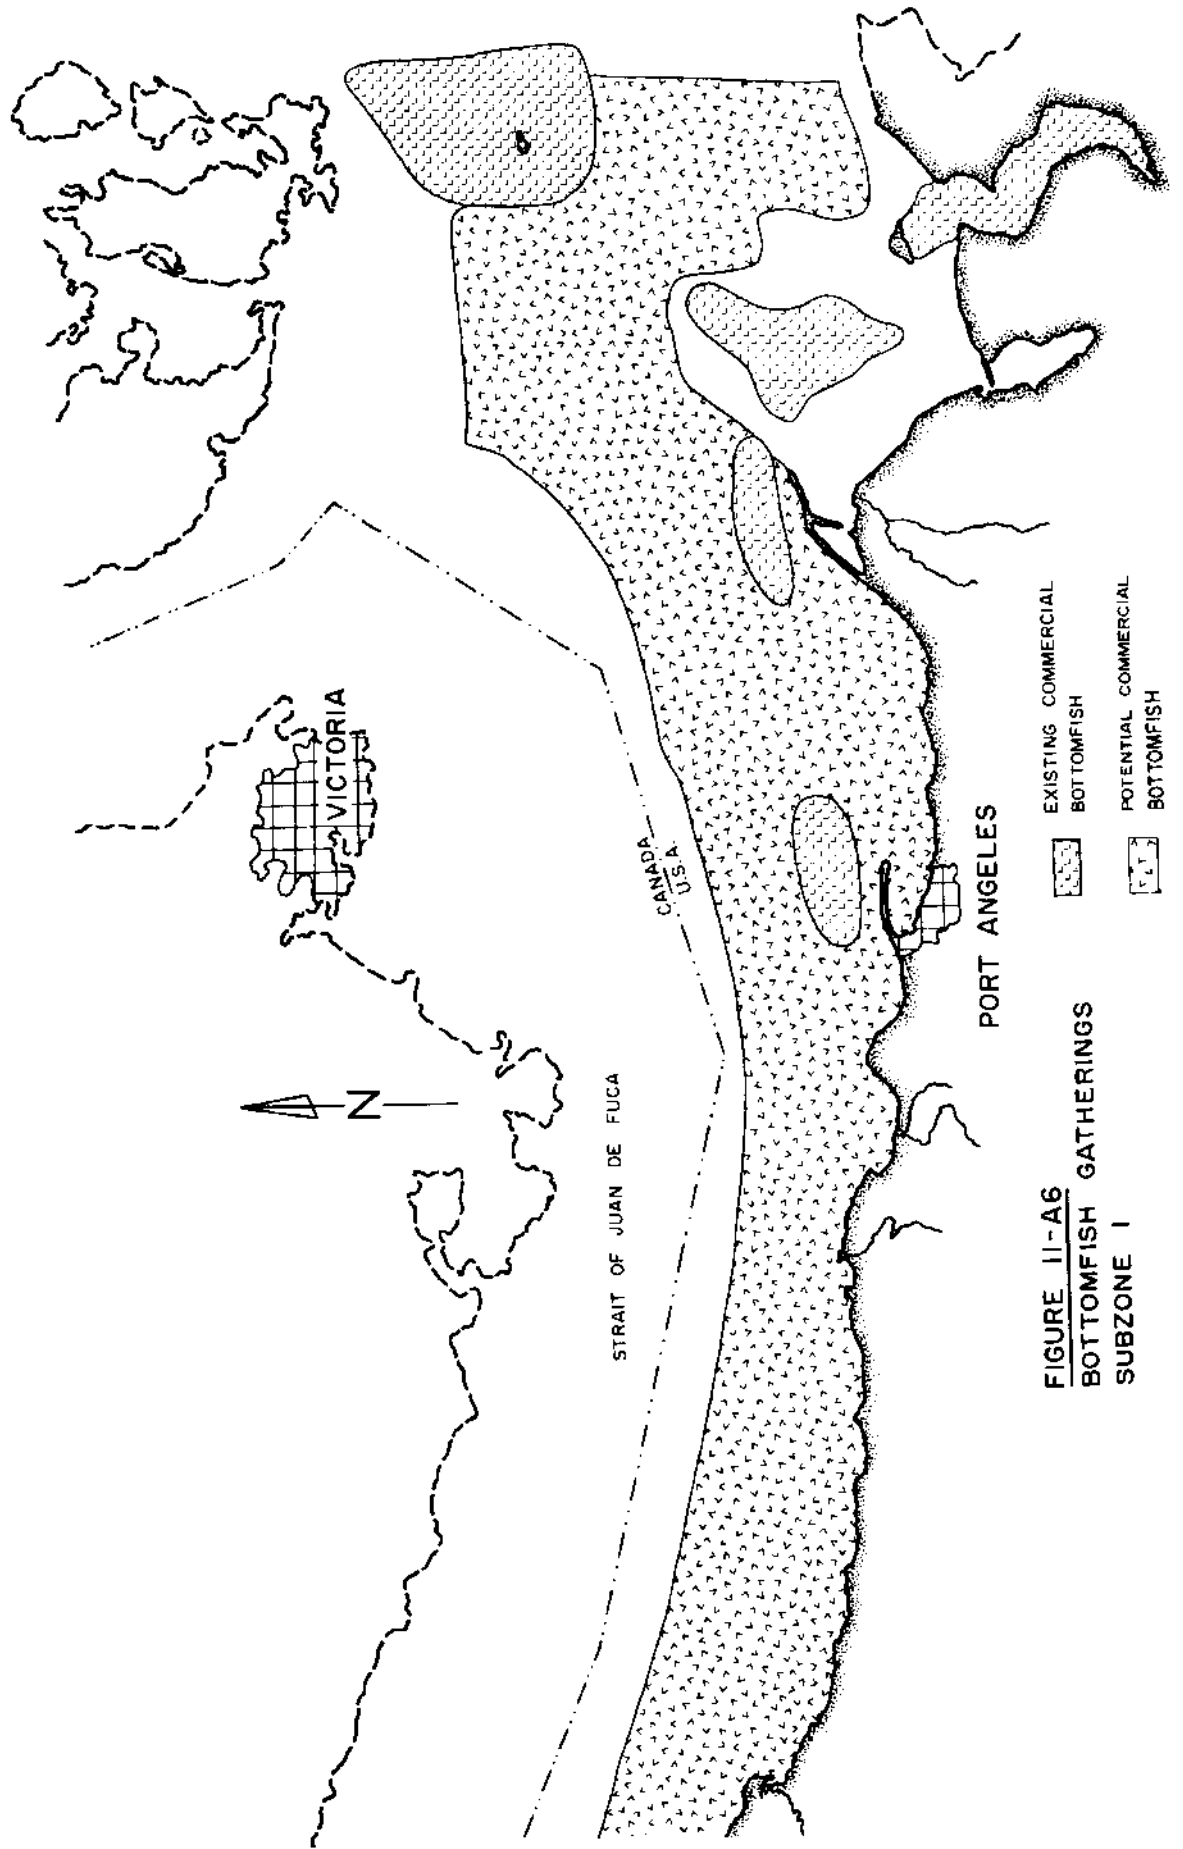 VICTORIA
N
CANADA
U.S.A.
STRAIT OF JUAN DE FUCA
PORT ANGELES
EXISTING COMMERCIAL
BOTTOMFISH
POTENTIAL COMMERCIAL
BOTTOMFISH
FIGURE II-A6
BOTTOMFISH GATHERINGS
SUBZONE I